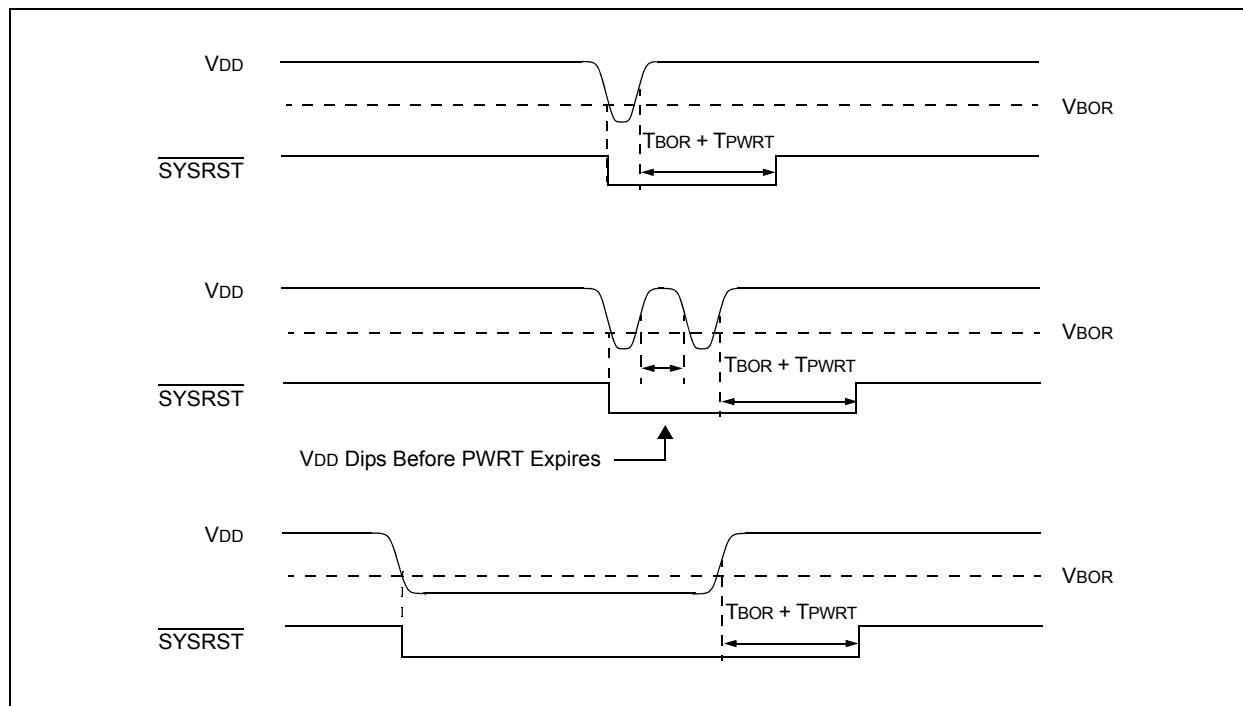 VDD
VBOR
TBOR + TPWRT
SYSRST
VDD
VBOR
TBOR + TPWRT
SYSRST
VDD Dips Before PWRT Expires
VDD
VBOR
TBOR + TPWRT
SYSRST